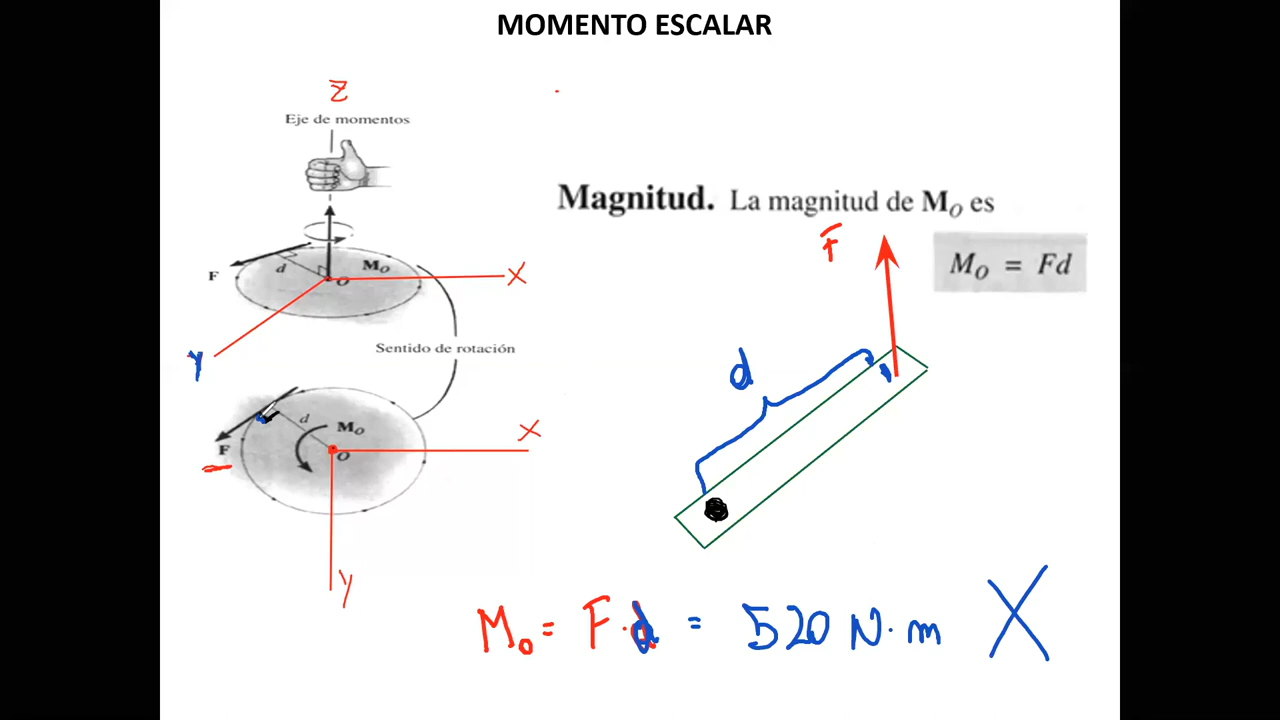 MOMENTO ESCALAR
Z
Eje de momentos
F
d
M_O
O
X
Y
Sentido de rotación
d
M_O
F
O
X
Y
Magnitud. La magnitud de M_O es
F
M_O = Fd
d
M_o = F · d = 520 N·m X